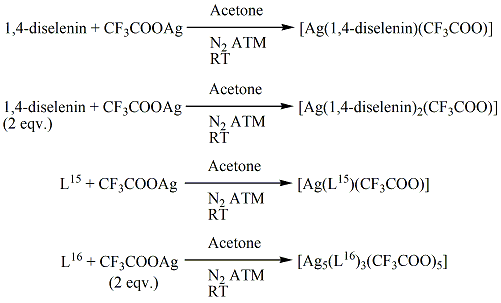 Acetone
1,4-diselenin + CF₃COOAg [Ag(1,4-diselenin)(CF₃COO)]
N₂ ATM
RT
Acetone
1,4-diselenin + CF₃COOAg [Ag(1,4-diselenin)₂(CF₃COO)]
(2 eqv.) N₂ ATM
RT
Acetone
L¹⁵ + CF₃COOAg [Ag(L¹⁵)(CF₃COO)]
N₂ ATM
RT
Acetone
L¹⁶ + CF₃COOAg [Ag₅(L¹⁶)₃(CF₃COO)₅]
(2 eqv.) N₂ ATM
RT